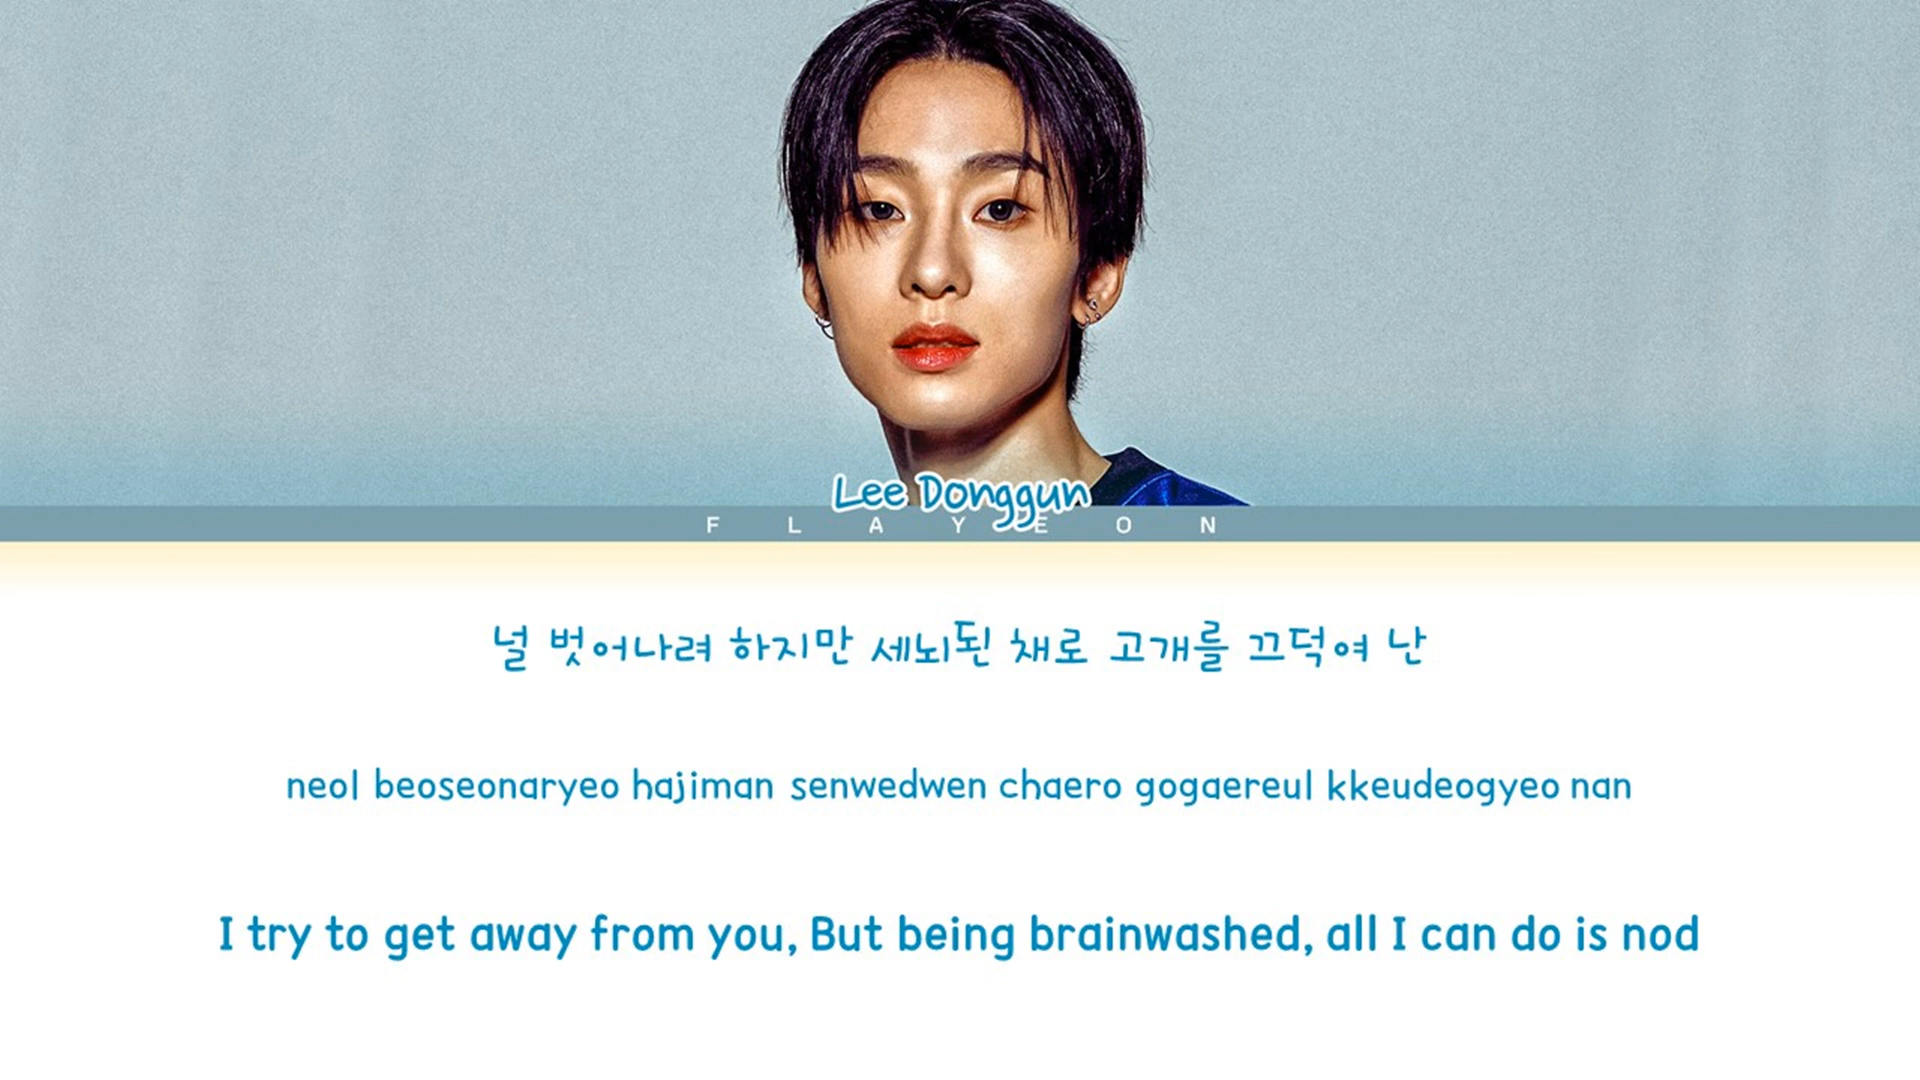 Lee Donggun
F L A Y E O N
널 벗어나려 하지만 세뇌된 채로 고개를 끄덕여 난
neol beoseonaryeo hajiman senwedwen chaero gogaereul kkeudeogyeo nan
I try to get away from you, But being brainwashed, all I can do is nod